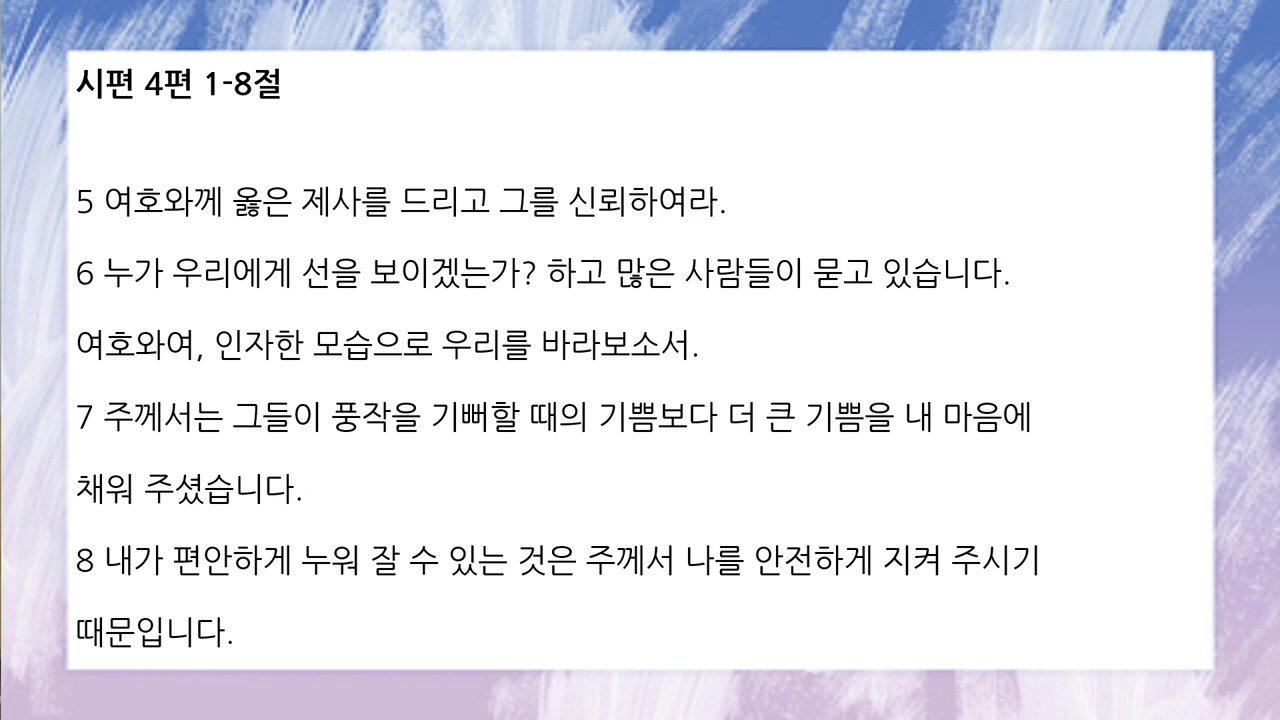 시편 4편 1-8절
5 여호와께 옳은 제사를 드리고 그를 신뢰하여라.
6 누가 우리에게 선을 보이겠는가? 하고 많은 사람들이 묻고 있습니다.
여호와여, 인자한 모습으로 우리를 바라보소서.
7 주께서는 그들이 풍작을 기뻐할 때의 기쁨보다 더 큰 기쁨을 내 마음에
채워 주셨습니다.
8 내가 편안하게 누워 잘 수 있는 것은 주께서 나를 안전하게 지켜 주시기
때문입니다.